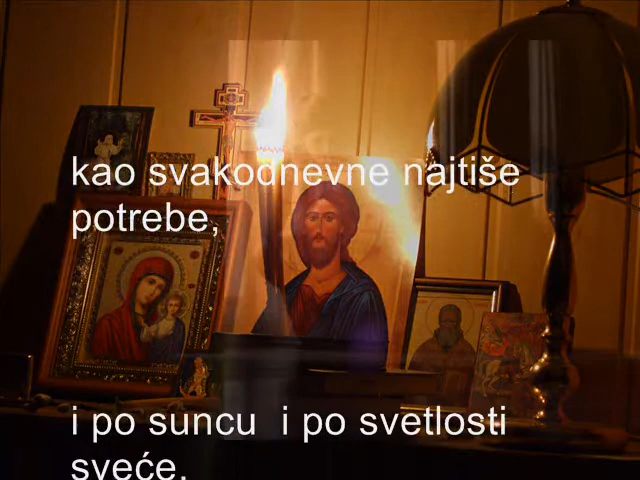 kao svakodnevne najtiše
potrebe,
i po suncu  i po svetlosti
sveće,